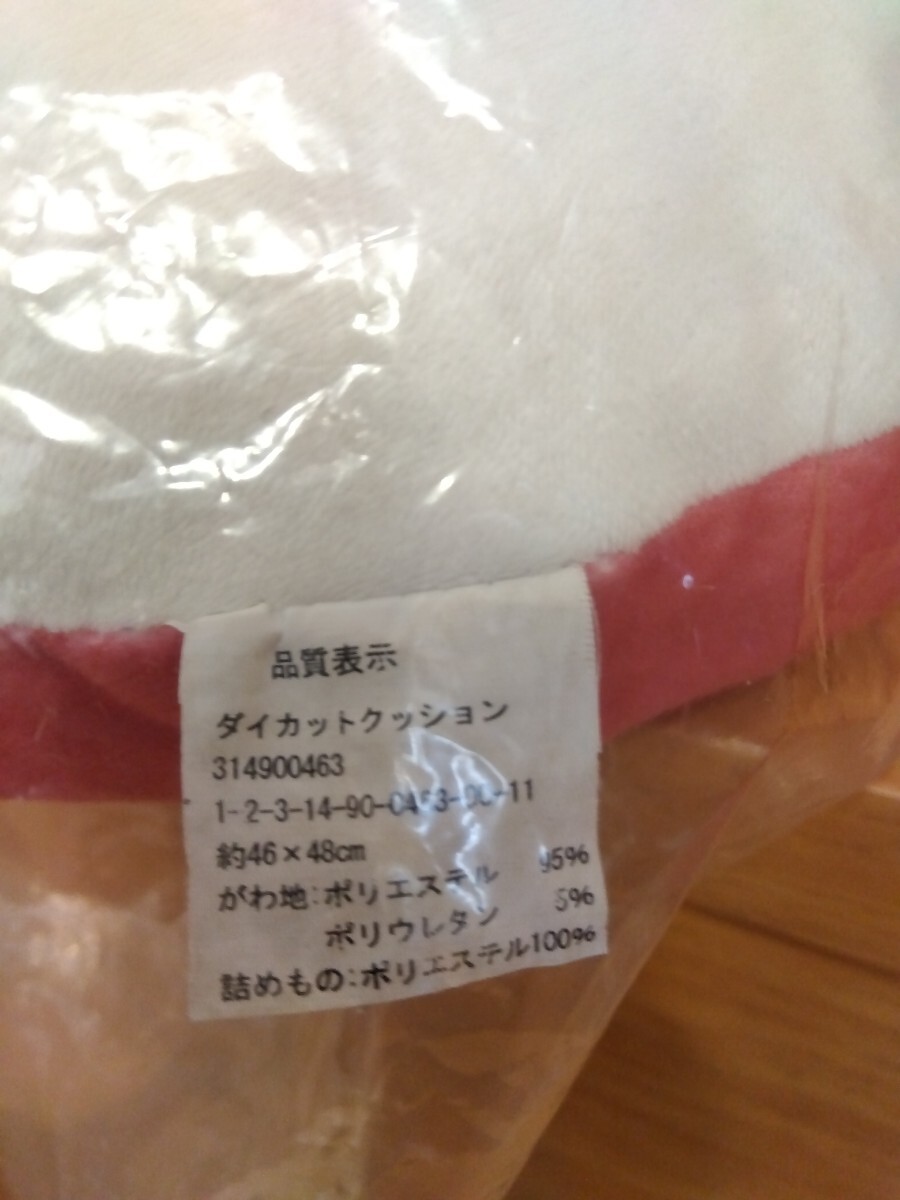 品質表示
ダイカットクッション
314900463
約46×48cm
がわ地:ポリエステル 95%
ポリウレタン 5%
詰めもの:ポリエステル100%